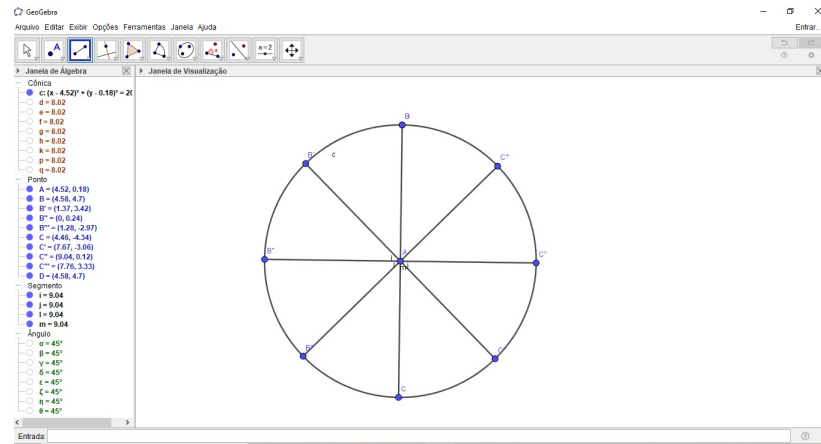 GeoGebra
Arquivo Editar Exibir Opções Ferramentas Janela Ajuda
Entrar...
a = 2
Janela de Álgebra
Janela de Visualização
Cônica
c: (x - 4.52)² + (y - 0.18)² = 20
d = 8.02
e = 8.02
f = 8.02
g = 8.02
h = 8.02
k = 8.02
p = 8.02
q = 8.02
Ponto
A = (4.52, 0.18)
B = (4.58, 4.7)
B' = (1.37, 3.42)
B'' = (0, 0.24)
B''' = (1.28, -2.97)
C = (4.46, -4.34)
C' = (7.67, -3.06)
C'' = (9.04, 0.12)
C''' = (7.76, 3.33)
D = (4.58, 4.7)
Segmento
i = 9.04
j = 9.04
l = 9.04
m = 9.04
Ângulo
α = 45°
β = 45°
γ = 45°
δ = 45°
ε = 45°
ζ = 45°
η = 45°
θ = 45°
B'
c
C'''
B''
A
C''
B'''
C'
C
Entrada: